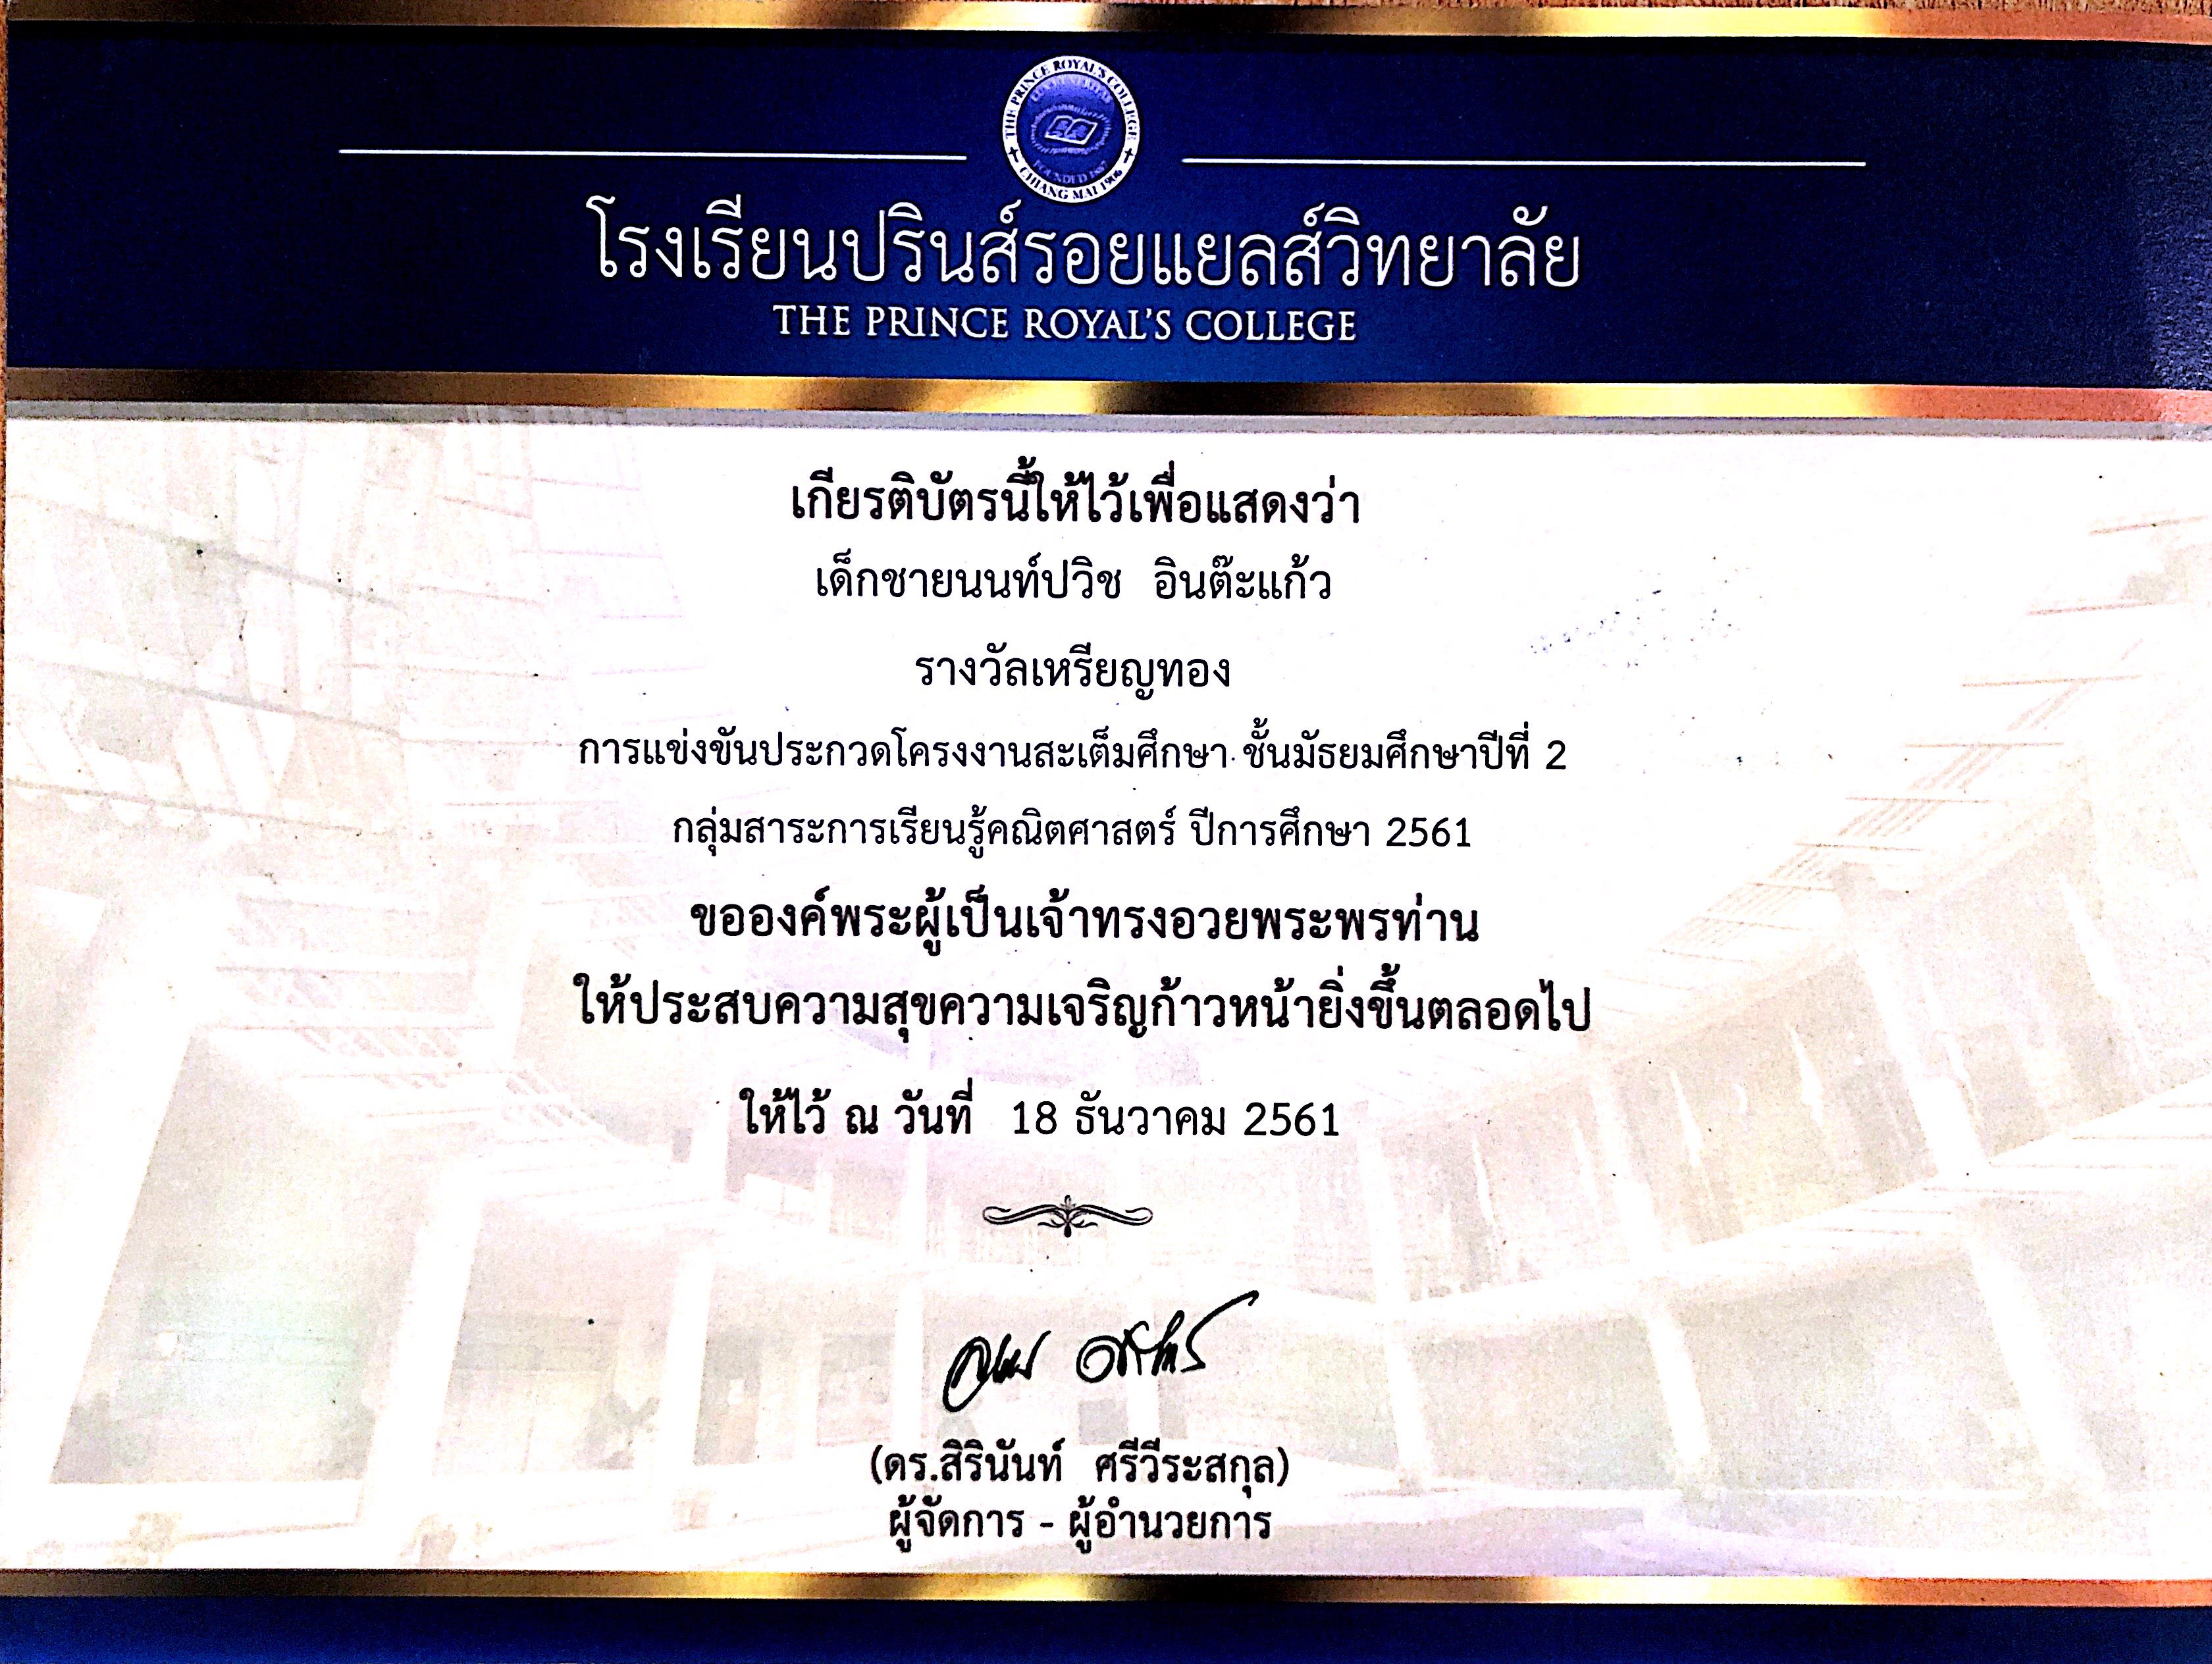 THE PRINCE ROYAL'S COLLEGE
CHIANG MAI 1906
โรงเรียนปรินส์รอยแยลส์วิทยาลัย
THE PRINCE ROYAL'S COLLEGE
เกียรติบัตรนี้ให้ไว้เพื่อแสดงว่า
เด็กชายนนท์ปวิช อินต๊ะแก้ว
รางวัลเหรียญทอง
การแข่งขันประกวดโครงงานสะเต็มศึกษา ชั้นมัธยมศึกษาปีที่ 2
กลุ่มสาระการเรียนรู้คณิตศาสตร์ ปีการศึกษา 2561
ขอองค์พระผู้เป็นเจ้าทรงอวยพระพรท่าน
ให้ประสบความสุขความเจริญก้าวหน้ายิ่งขึ้นตลอดไป
ให้ไว้ ณ วันที่ 18 ธันวาคม 2561
(ดร.สิรินันท์ ศรีวีระสกุล)
ผู้จัดการ - ผู้อำนวยการ